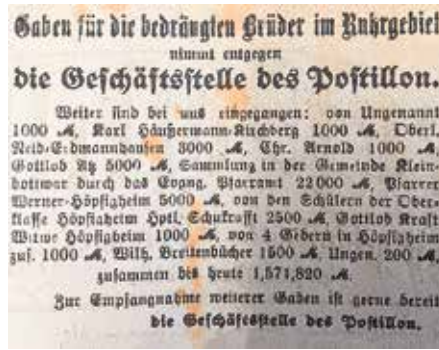 Gaben für die bedrängten Brüder im Ruhrgebiet
nimmt entgegen
die Geschäftsstelle des Postillon.
Weiter sind bei uns eingegangen: von Ungenannt
1000 ℳ, Karl Häußermann-Kirchberg 1000 ℳ, Oberl.
Reid-Erdmannhausen 3000 ℳ, Chr. Arnold 1000 ℳ,
Gottlob Utz 5000 ℳ, Sammlung in der Gemeinde Klein-
bottwar durch das Evang. Pfarramt 22000 ℳ, Pfarrer
Werner-Höpfigheim 5000 ℳ, von den Schülern der Ober-
klasse Höpfigheim Hptl. Schukrafft 2500 ℳ, Gottlob Kraft
Witwe Höpfigheim 1000 ℳ, von 4 Gebern in Höpfigheim
zus. 1000 ℳ, Wilh. Breitenbücher 1500 ℳ, Ungen. 200 ℳ,
zusammen bis heute 1,571,820 ℳ.
Zur Empfangnahme weiterer Gaben ist gerne bereit
die Geschäftsstelle des Postillon.